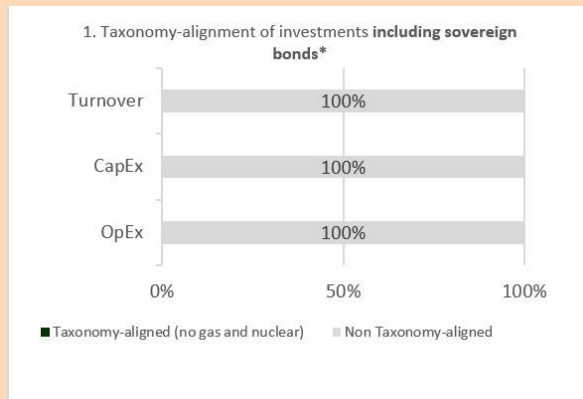 1. Taxonomy-alignment of investments including sovereign
bonds*
Turnover 100%
CapEx 100%
OpEx 100%
0% 50% 100%
Taxonomy-aligned (no gas and nuclear) Non Taxonomy-aligned